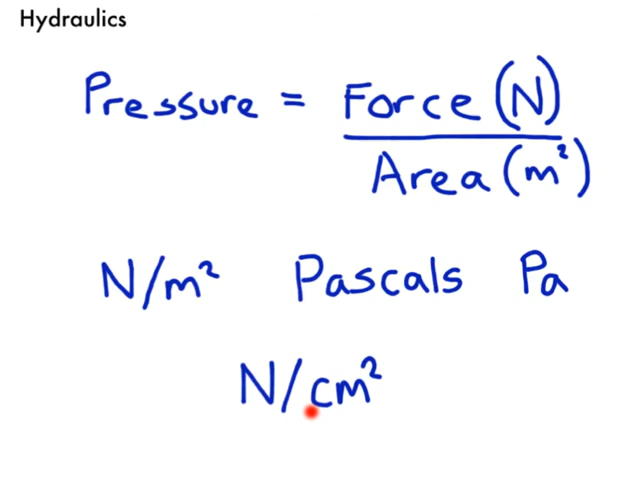 Hydraulics
Pressure = Force (N)
Area (m²)
N/m² Pascals Pa
N/cm²